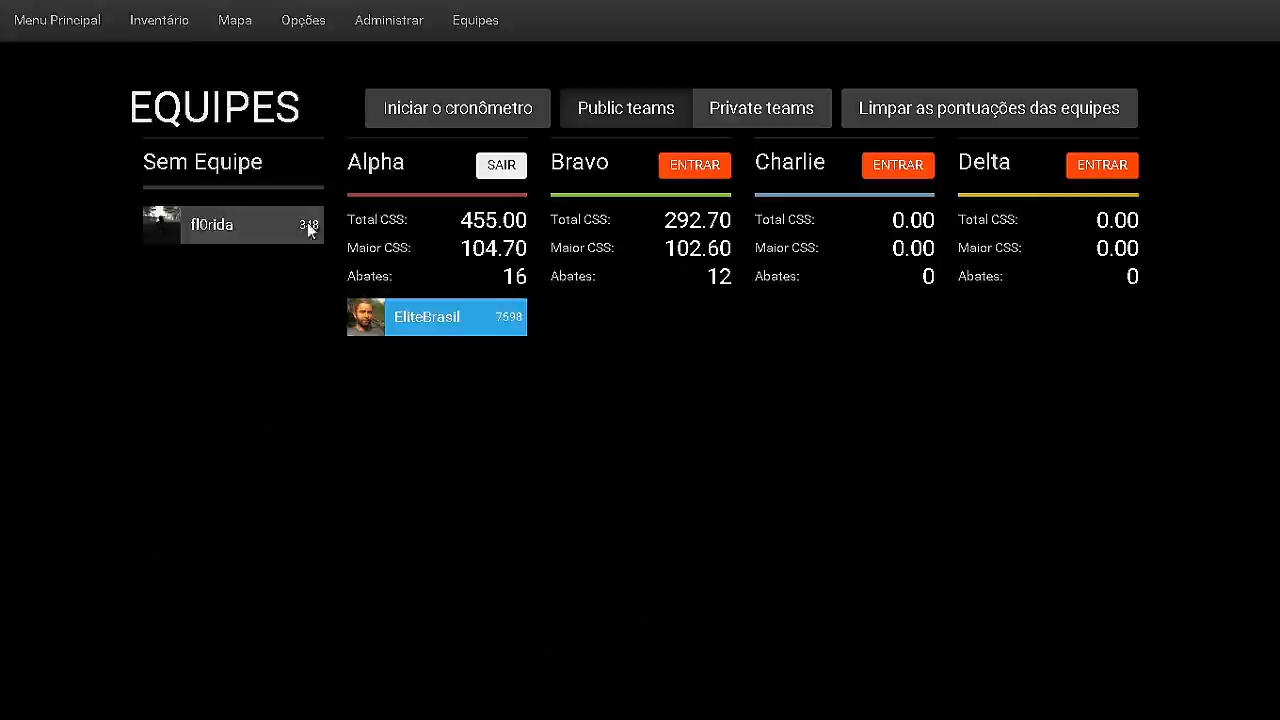 Menu Principal Inventário Mapa Opções Administrar Equipes
EQUIPES Iniciar o cronômetro Public teams Private teams Limpar as pontuações das equipes
Sem Equipe Alpha SAIR Bravo ENTRAR Charlie ENTRAR Delta ENTRAR
fl0rida
Total CSS: 455.00 Total CSS: 292.70 Total CSS: 0.00 Total CSS: 0.00
Maior CSS: 104.70 Maior CSS: 102.60 Maior CSS: 0.00 Maior CSS: 0.00
Abates: 16 Abates: 12 Abates: 0 Abates: 0
EliteBrasil 7598